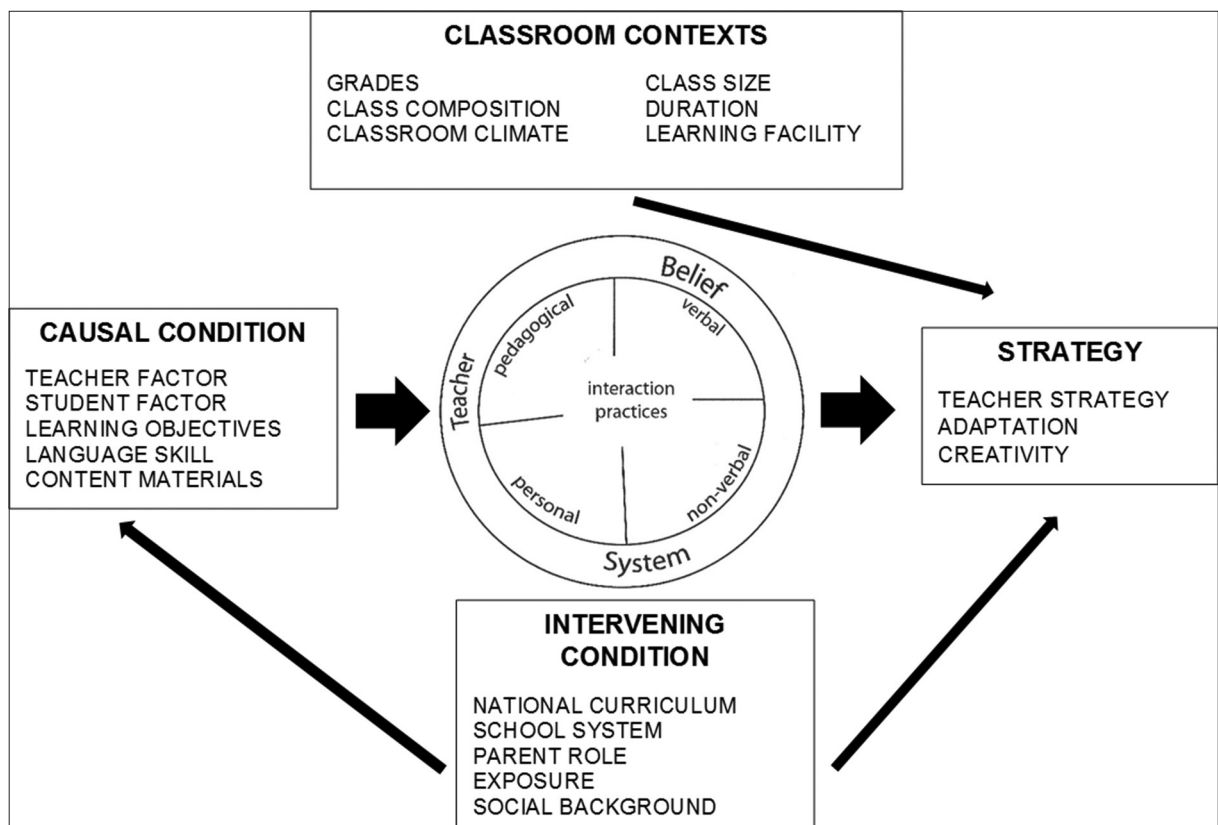 CLASSROOM CONTEXTS
GRADES
CLASS COMPOSITION
CLASSROOM CLIMATE
CLASS SIZE
DURATION
LEARNING FACILITY
CAUSAL CONDITION
TEACHER FACTOR
STUDENT FACTOR
LEARNING OBJECTIVES
LANGUAGE SKILL
CONTENT MATERIALS
Teacher
Belief
System
pedagogical
verbal
interaction
practices
personal
non-verbal
STRATEGY
TEACHER STRATEGY
ADAPTATION
CREATIVITY
INTERVENING
CONDITION
NATIONAL CURRICULUM
SCHOOL SYSTEM
PARENT ROLE
EXPOSURE
SOCIAL BACKGROUND